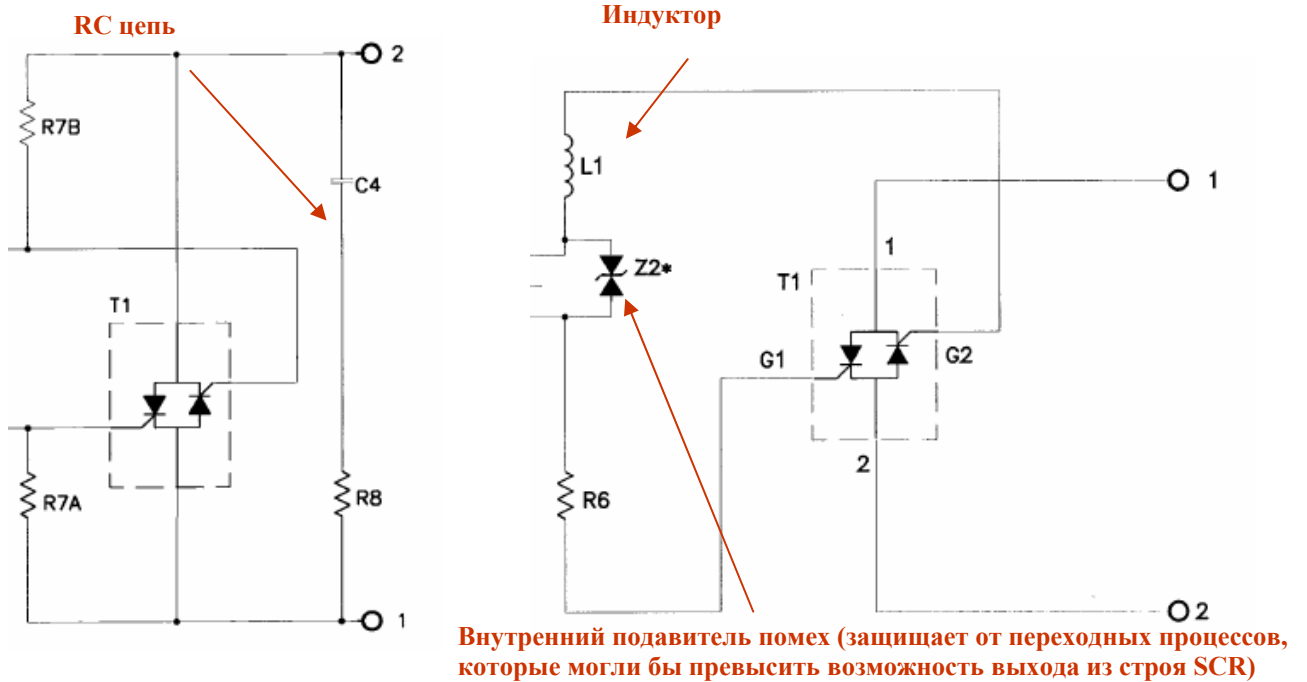 RC цепь
Индуктор
2
R7B
C4
L1
1
Z2*
1
T1
T1
G1
G2
2
R7A
R8
R6
1
2
Внутренний подавитель помех (защищает от переходных процессов,
которые могли бы превысить возможность выхода из строя SCR)